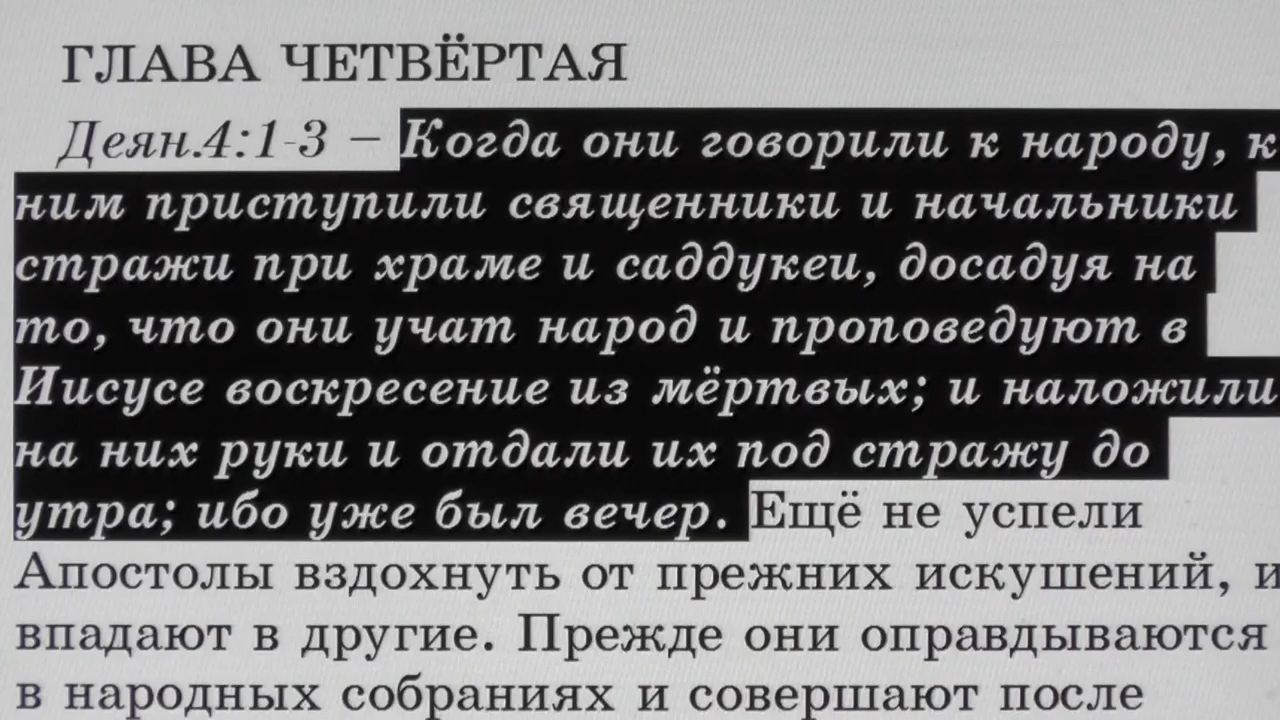 ГЛАВА ЧЕТВЁРТАЯ
Деян.4:1-3 – Когда они говорили к народу, к
ним приступили священники и начальники
стражи при храме и саддукеи, досадуя на
то, что они учат народ и проповедуют в
Иисусе воскресение из мёртвых; и наложили
на них руки и отдали их под стражу до
утра; ибо уже был вечер. Ещё не успели
Апостолы вздохнуть от прежних искушений, и
впадают в другие. Прежде они оправдываются
в народных собраниях и совершают после